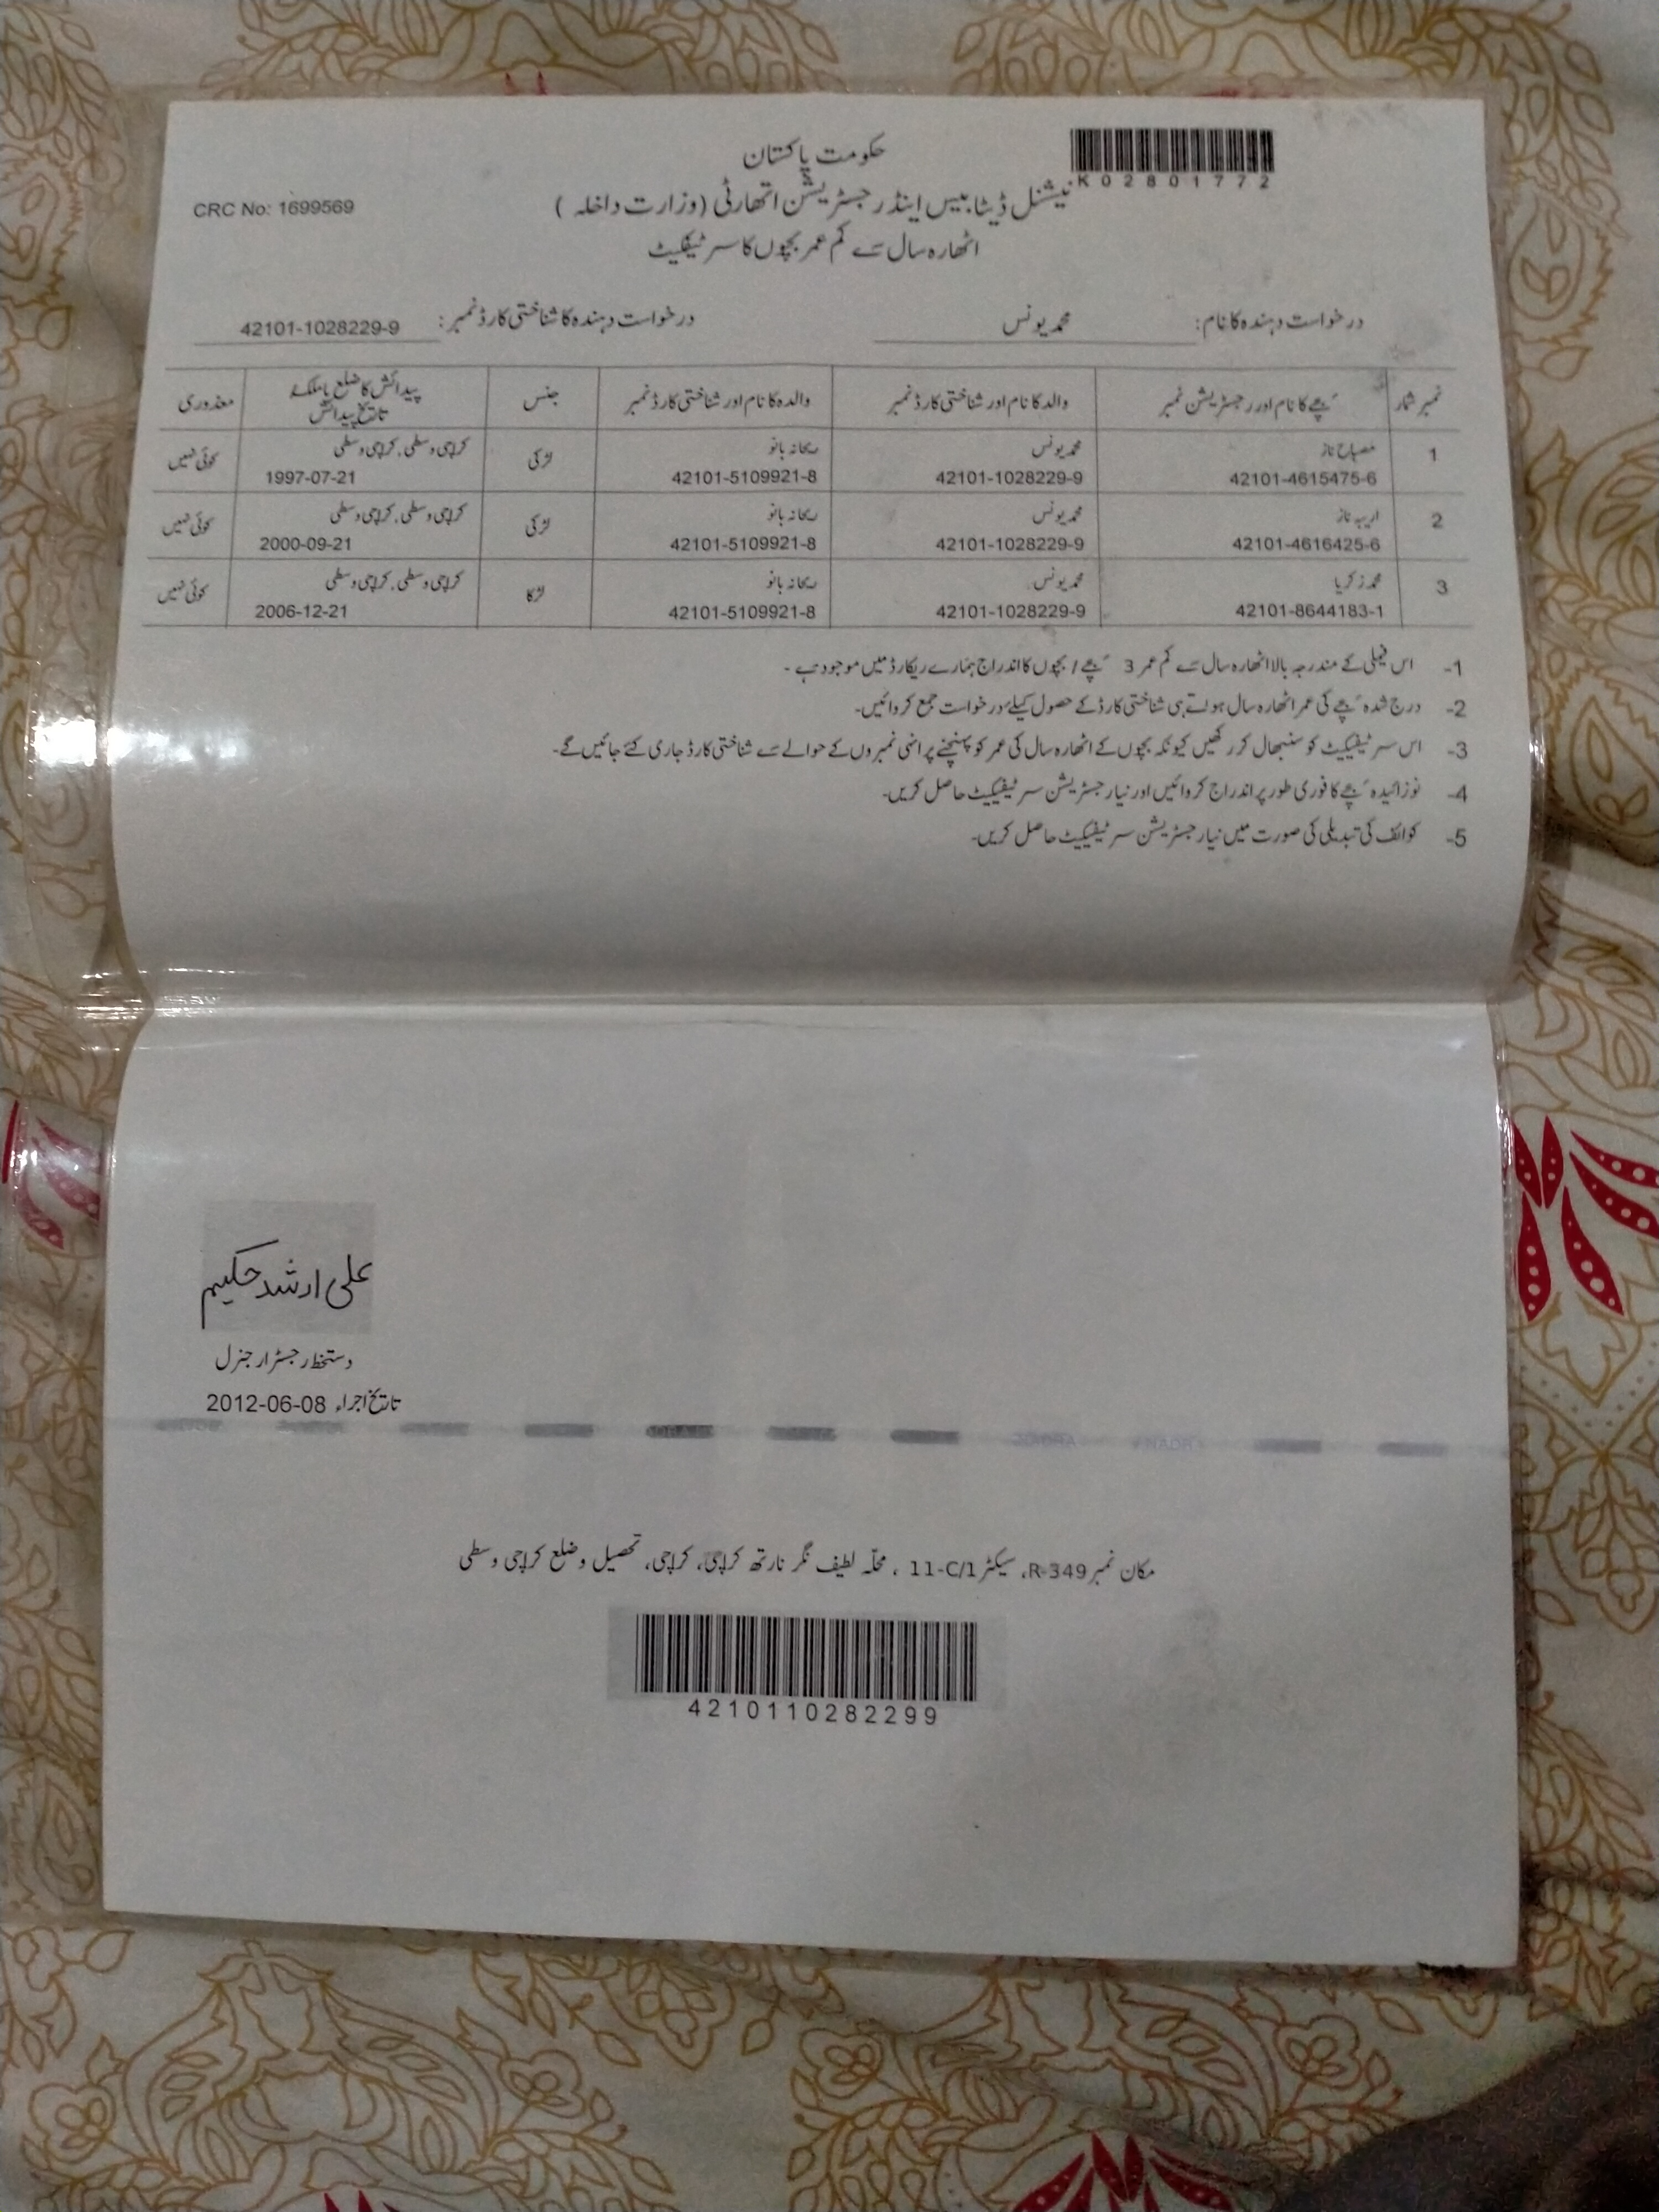 حکومت پاکستان
K02801772
نیشنل ڈیٹا بیس اینڈ رجسٹریشن اتھارٹی (وزارت داخلہ)
CRC No: 1699569
اٹھارہ سال سے کم عمر بچوں کا سرٹیفکیٹ
درخواست دہندہ کا نام: محمد یونس درخواست دہندہ کا شناختی کارڈ نمبر: 42101-1028229-9
نمبر شمار بچے کا نام اور رجسٹریشن نمبر والد کا نام اور شناختی کارڈ نمبر والدہ کا نام اور شناختی کارڈ نمبر جنس پیدائش کا ضلع یا ملک / تاریخ پیدائش معذوری
1 مصباح ناز محمد یونس ریحانہ بانو لڑکی کراچی وسطی، کراچی وسطی کوئی نہیں
42101-4615475-6 42101-1028229-9 42101-5109921-8 1997-07-21
2 اریبہ ناز محمد یونس ریحانہ بانو لڑکی کراچی وسطی، کراچی وسطی کوئی نہیں
42101-4616425-6 42101-1028229-9 42101-5109921-8 2000-09-21
3 محمد زکریا محمد یونس ریحانہ بانو لڑکا کراچی وسطی، کراچی وسطی کوئی نہیں
42101-8644183-1 42101-1028229-9 42101-5109921-8 2006-12-21
1- اس فیملی کے مندرجہ بالا اٹھارہ سال سے کم عمر 3 بچے / بچوں کا اندراج ہمارے ریکارڈ میں موجود ہے۔
2- درج شدہ بچے کی عمر اٹھارہ سال ہوتے ہی شناختی کارڈ کے حصول کیلئے درخواست جمع کروائیں۔
3- اس سرٹیفیکیٹ کو سنبھال کر رکھیں کیونکہ بچوں کے اٹھارہ سال کی عمر کو پہنچنے پر انہی نمبروں کے حوالے سے شناختی کارڈ جاری کئے جائیں گے۔
4- نوزائیدہ بچے کا فوری طور پر اندراج کروائیں اور نیا رجسٹریشن سرٹیفیکیٹ حاصل کریں۔
5- کوائف کی تبدیلی کی صورت میں نیا رجسٹریشن سرٹیفیکیٹ حاصل کریں۔
علی ارشد حکیم
دستخط رجسٹرار جنرل
تاریخ اجراء 2012-06-08
مکان نمبر R-349، سیکٹر 11-C/1 ، محلہ لطیف نگر نارتھ کراچی، کراچی، تحصیل و ضلع کراچی وسطی
4210110282299